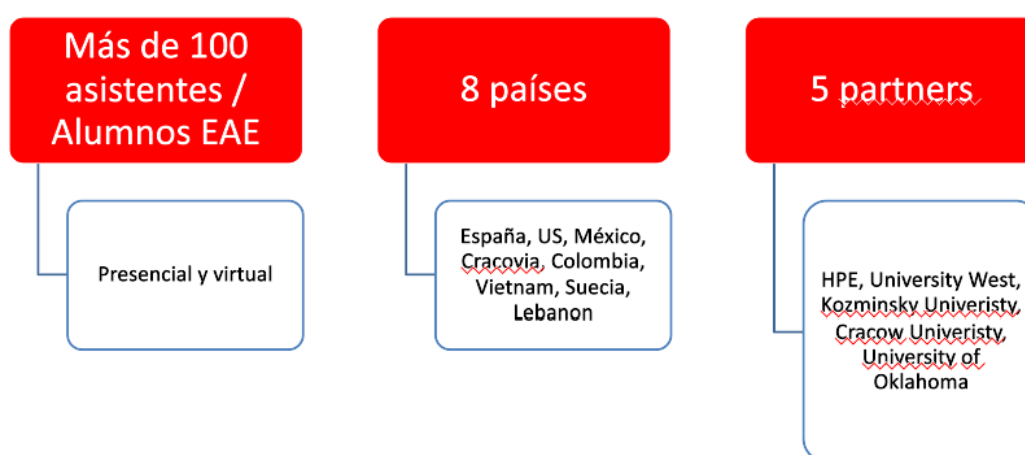 Más de 100
asistentes /
Alumnos EAE
Presencial y virtual
8 países
España, US, México,
Cracovia, Colombia,
Vietnam, Suecia,
Lebanon
5 partners
HPE, University West,
Kozminsky Univeristy,
Cracow Univeristy,
University of
Oklahoma